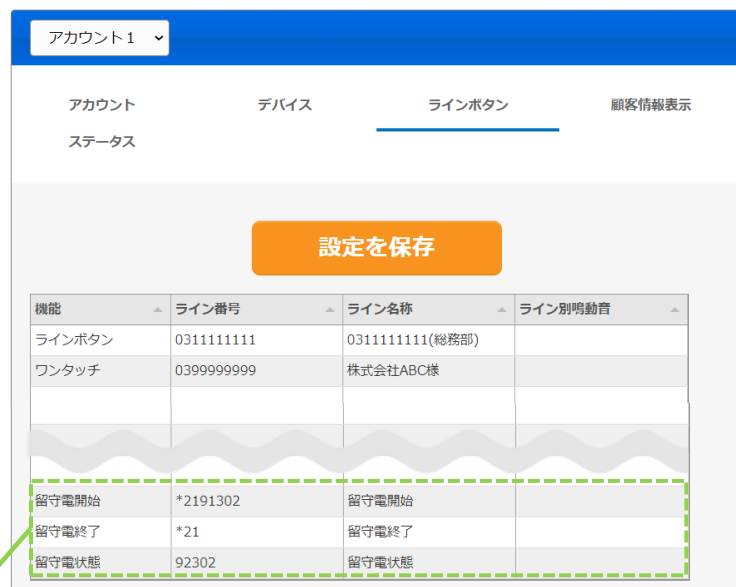 アカウント1
アカウント デバイス ラインボタン 顧客情報表示
ステータス
設定を保存
機能 ライン番号 ライン名称 ライン別鳴動音
ラインボタン 0311111111 0311111111(総務部)
ワンタッチ 0399999999 株式会社ABC様
留守電開始 *2191302 留守電開始
留守電終了 *21 留守電終了
留守電状態 92302 留守電状態